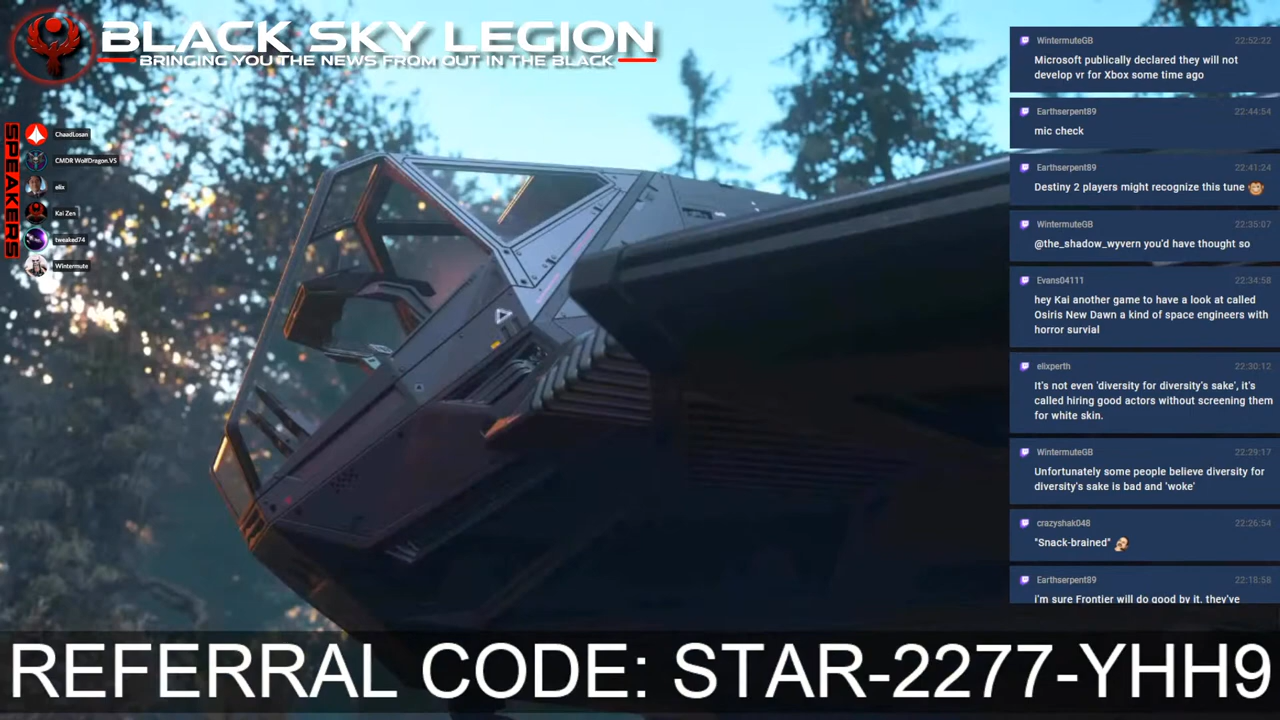 BLACK SKY LEGION
BRINGING YOU THE NEWS FROM OUT IN THE BLACK
SPEAKERS
ChaadLosan
CMDR WolfDragon.VS
elix
Kai Zen
tweaked74
Wintermute
WintermuteGB 22:52:22
Microsoft publically declared they will not
develop vr for Xbox some time ago
Earthserpent89 22:44:54
mic check
Earthserpent89 22:41:24
Destiny 2 players might recognize this tune
WintermuteGB 22:35:07
@the_shadow_wyvern you'd have thought so
Evans04111 22:34:58
hey Kai another game to have a look at called
Osiris New Dawn a kind of space engineers with
horror survial
elixperth 22:30:12
It's not even 'diversity for diversity's sake', it's
called hiring good actors without screening them
for white skin.
WintermuteGB 22:29:17
Unfortunately some people believe diversity for
diversity's sake is bad and 'woke'
crazyshak048 22:26:54
"Snack-brained"
Earthserpent89 22:18:58
i'm sure Frontier will do good by it, they've
REFERRAL CODE: STAR-2277-YHH9